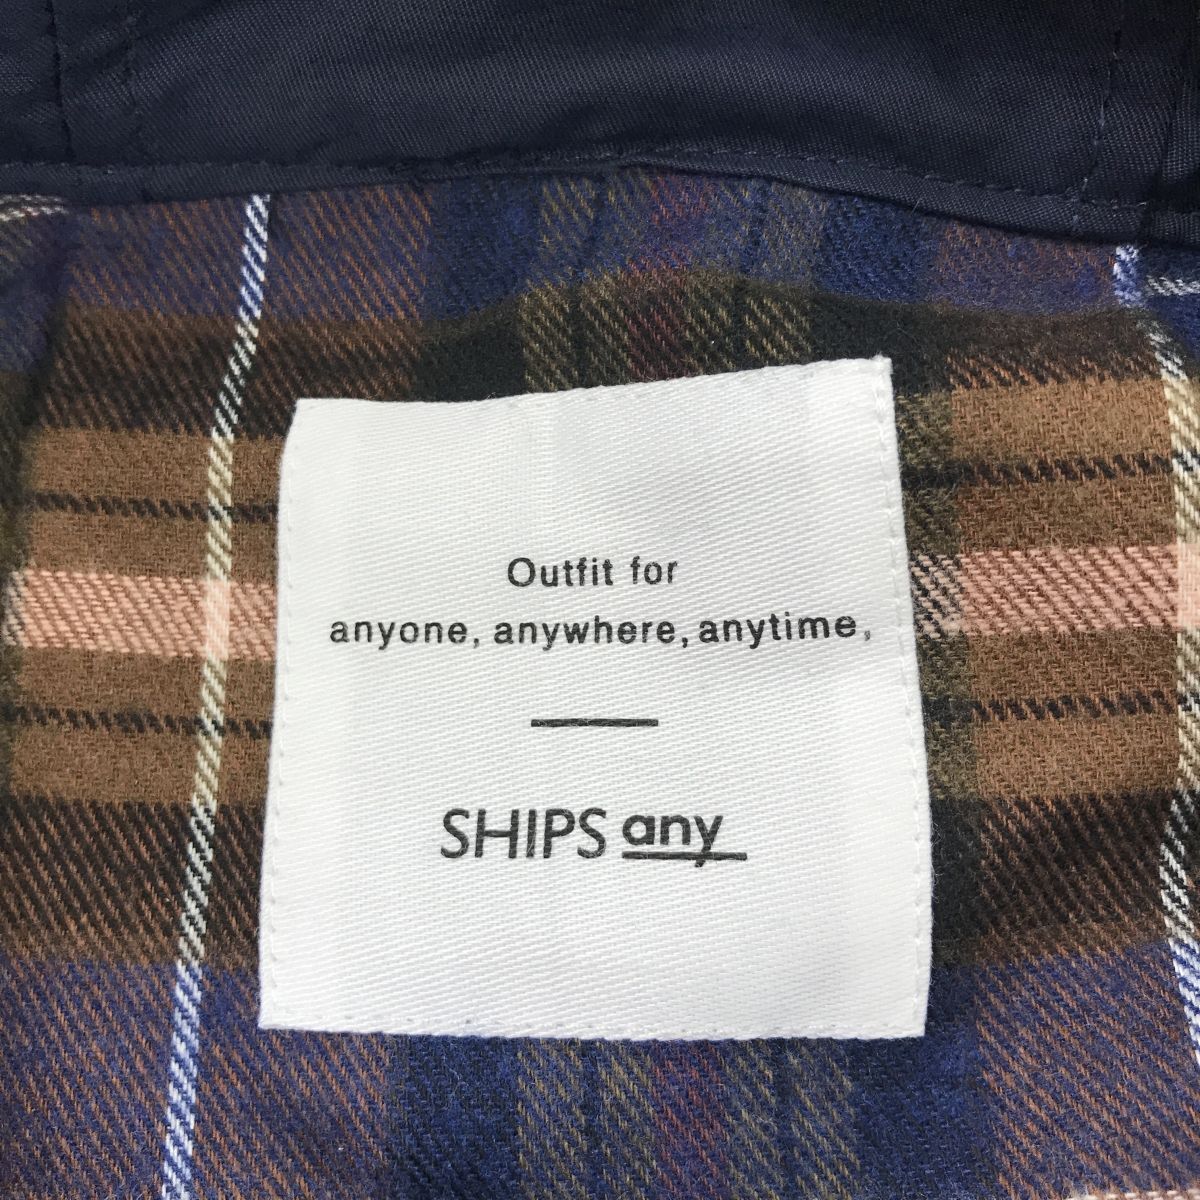 Outfit for
anyone, anywhere, anytime,
SHIPS any